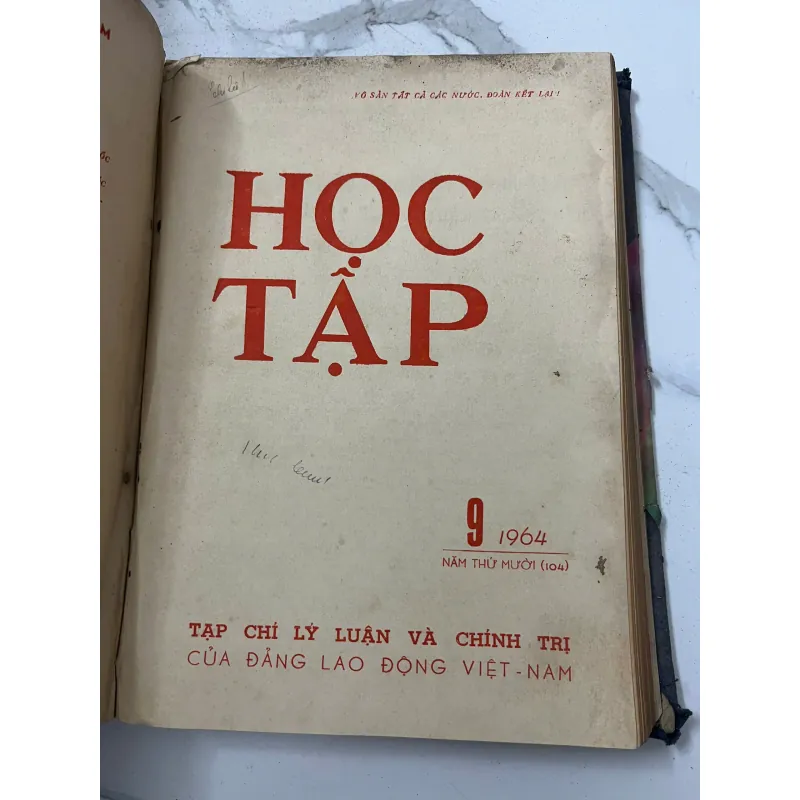 M
ốc
VÔ SẢN TẤT CẢ CÁC NƯỚC, ĐOÀN KẾT LẠI !
HỌC
TẬP
9 1964
NĂM THỨ MƯỜI (104)
TẠP CHÍ LÝ LUẬN VÀ CHÍNH TRỊ
CỦA ĐẢNG LAO ĐỘNG VIỆT-NAM